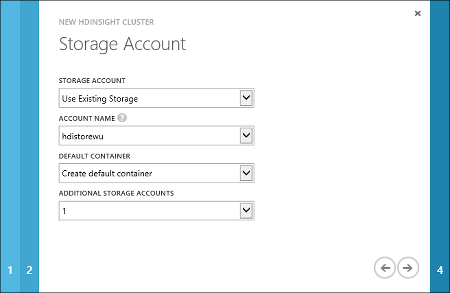 NEW HDINSIGHT CLUSTER
Storage Account
STORAGE ACCOUNT
Use Existing Storage
ACCOUNT NAME ?
hdistorewu
DEFAULT CONTAINER
Create default container
ADDITIONAL STORAGE ACCOUNTS
1
1 2 4